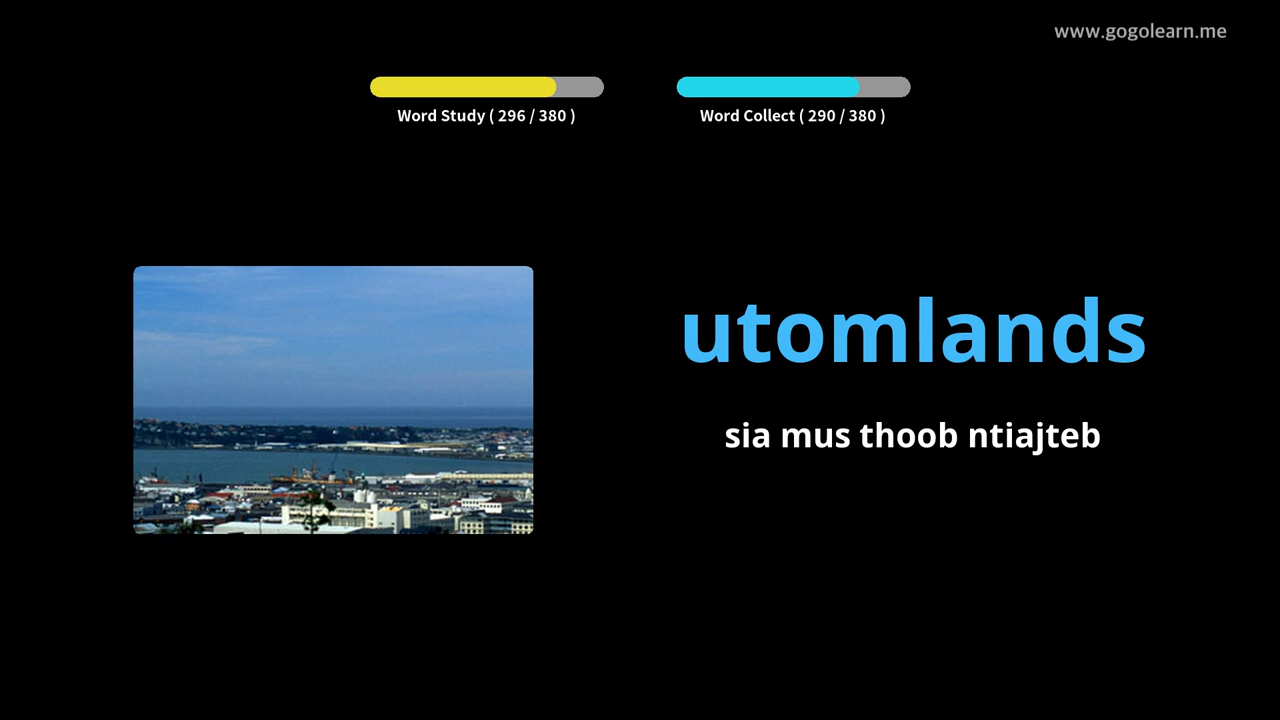 www.gogolearn.me
Word Study ( 296 / 380 )
Word Collect ( 290 / 380 )
utomlands
sia mus thoob ntiajteb